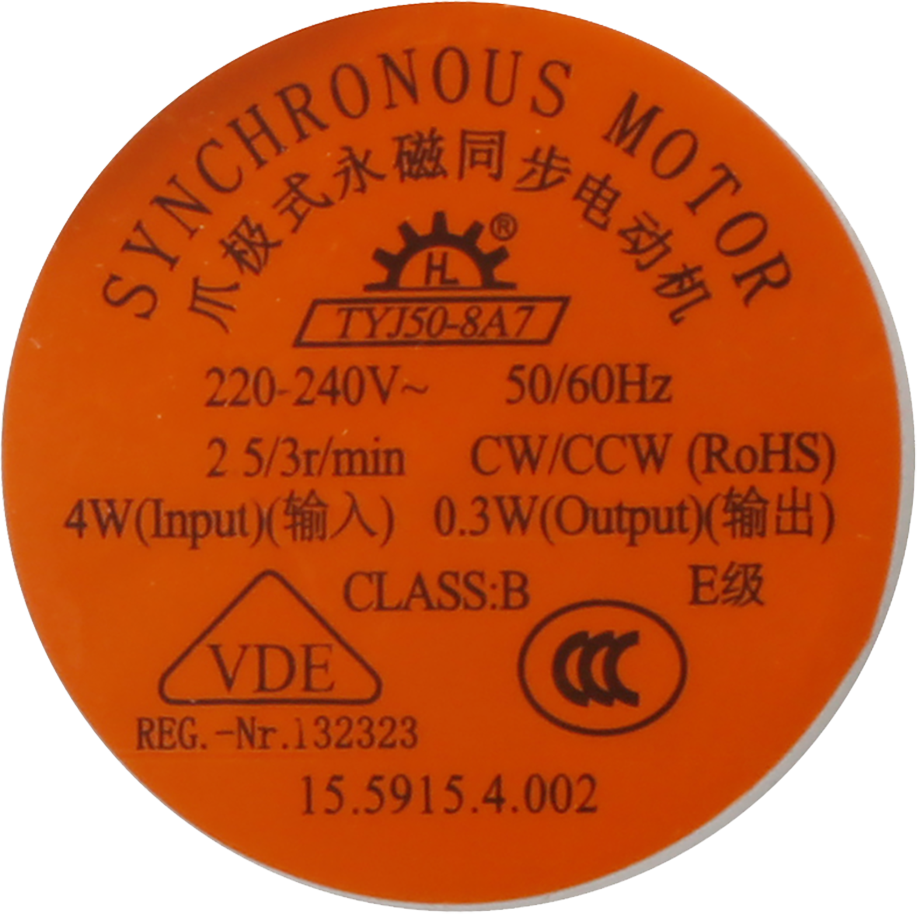 SYNCHRONOUS MOTOR
爪极式永磁同步电动机
HL ®
TYJ50-8A7
220-240V~ 50/60Hz
2 5/3r/min CW/CCW (RoHS)
4W(Input)(输入) 0.3W(Output)(输出)
CLASS:B E级
VDE CCC
REG.-Nr.132323
15.5915.4.002